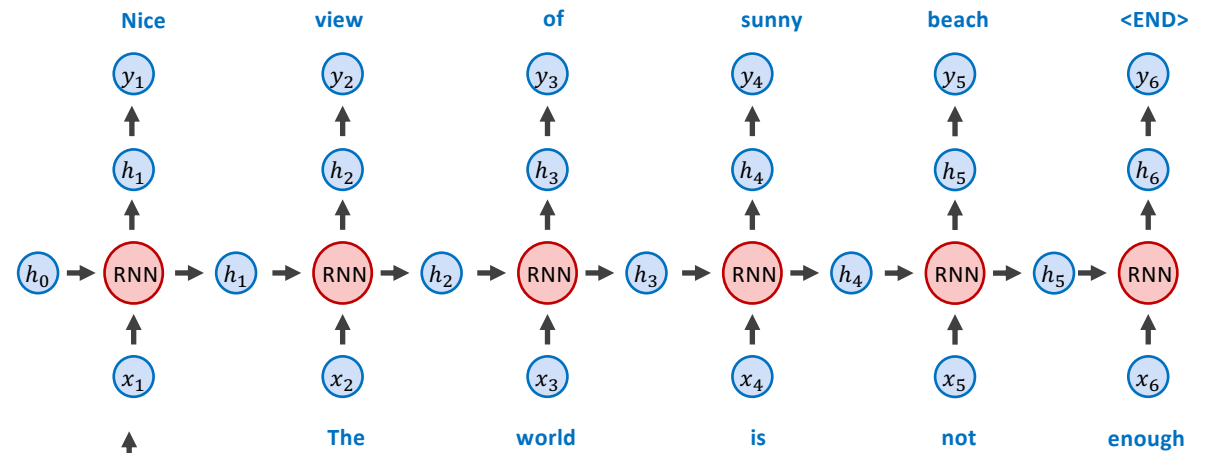 Nice view of sunny beach <END>
y₁ y₂ y₃ y₄ y₅ y₆
h₁ h₂ h₃ h₄ h₅ h₆
h₀ RNN h₁ RNN h₂ RNN h₃ RNN h₄ RNN h₅ RNN
x₁ x₂ x₃ x₄ x₅ x₆
The world is not enough